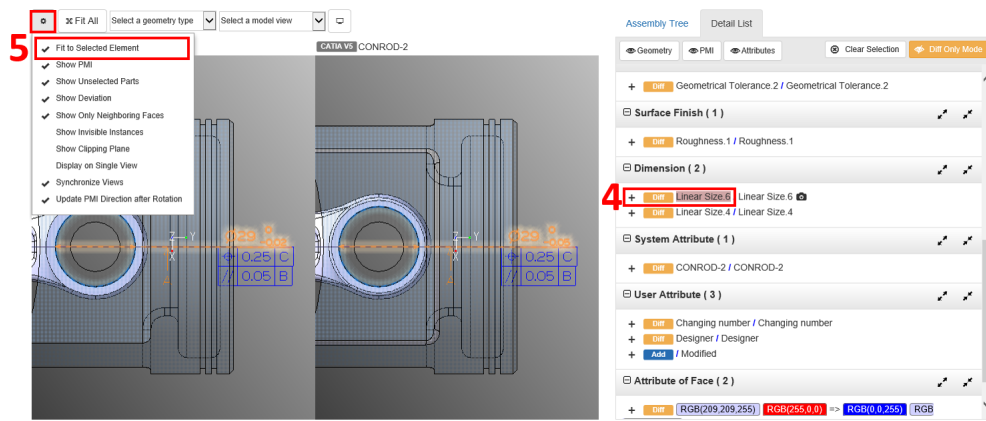 Fit All
Select a geometry type
Select a model view
5
Fit to Selected Element
Show PMI
Show Unselected Parts
Show Deviation
Show Only Neighboring Faces
Show Invisible Instances
Show Clipping Plane
Display on Single View
Synchronize Views
Update PMI Direction after Rotation
CATIA V5 CONROD-2
Z Y
X
0.25 C
// 0.05 B
Z Y
X
0.25 C
// 0.05 B
Assembly Tree
Detail List
Geometry
PMI
Attributes
Clear Selection
Diff Only Mode
+ Diff Geometrical Tolerance.2 / Geometrical Tolerance.2
Surface Finish ( 1 )
+ Diff Roughness.1 / Roughness.1
Dimension ( 2 )
4
+ Diff Linear Size.6 / Linear Size.6
+ Diff Linear Size.4 / Linear Size.4
System Attribute ( 1 )
+ Diff CONROD-2 / CONROD-2
User Attribute ( 3 )
+ Diff Changing number / Changing number
+ Diff Designer / Designer
+ Add / Modified
Attribute of Face ( 2 )
+ Diff RGB(209,209,255) RGB(255,0,0) => RGB(0,0,255) RGB